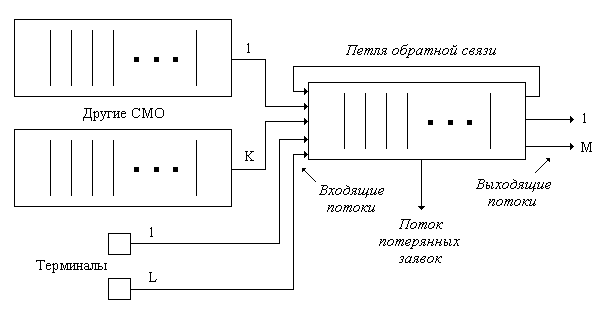 1
Петля обратной связи
Другие СМО
1
К
М
Входящие
потоки
Выходящие
потоки
Поток
потерянных
заявок
1
Терминалы
L